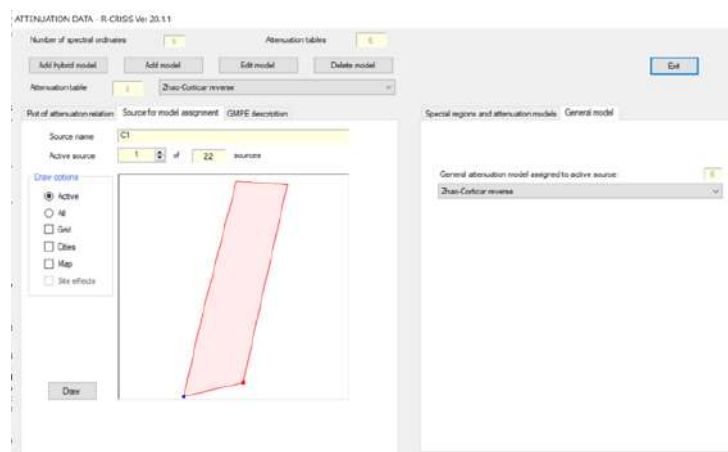 ATTENUATION DATA - R-CRISIS Ver 20.1.1
Number of spectral ordinates
6
Attenuation tables
6
Add hybrid model
Add model
Edit model
Delete model
Exit
Attenuation table
1
Zhao-Cortical reverse
Plot of attenuation relation
Source for model assignment
GMPE description
Special regions and attenuation models
General model
Source name
C1
Active source
1
of
22
sources
Draw options
Active
All
Grid
Cities
Map
Site effects
Draw
General attenuation model assigned to active source:
6
Zhao-Cortical reverse